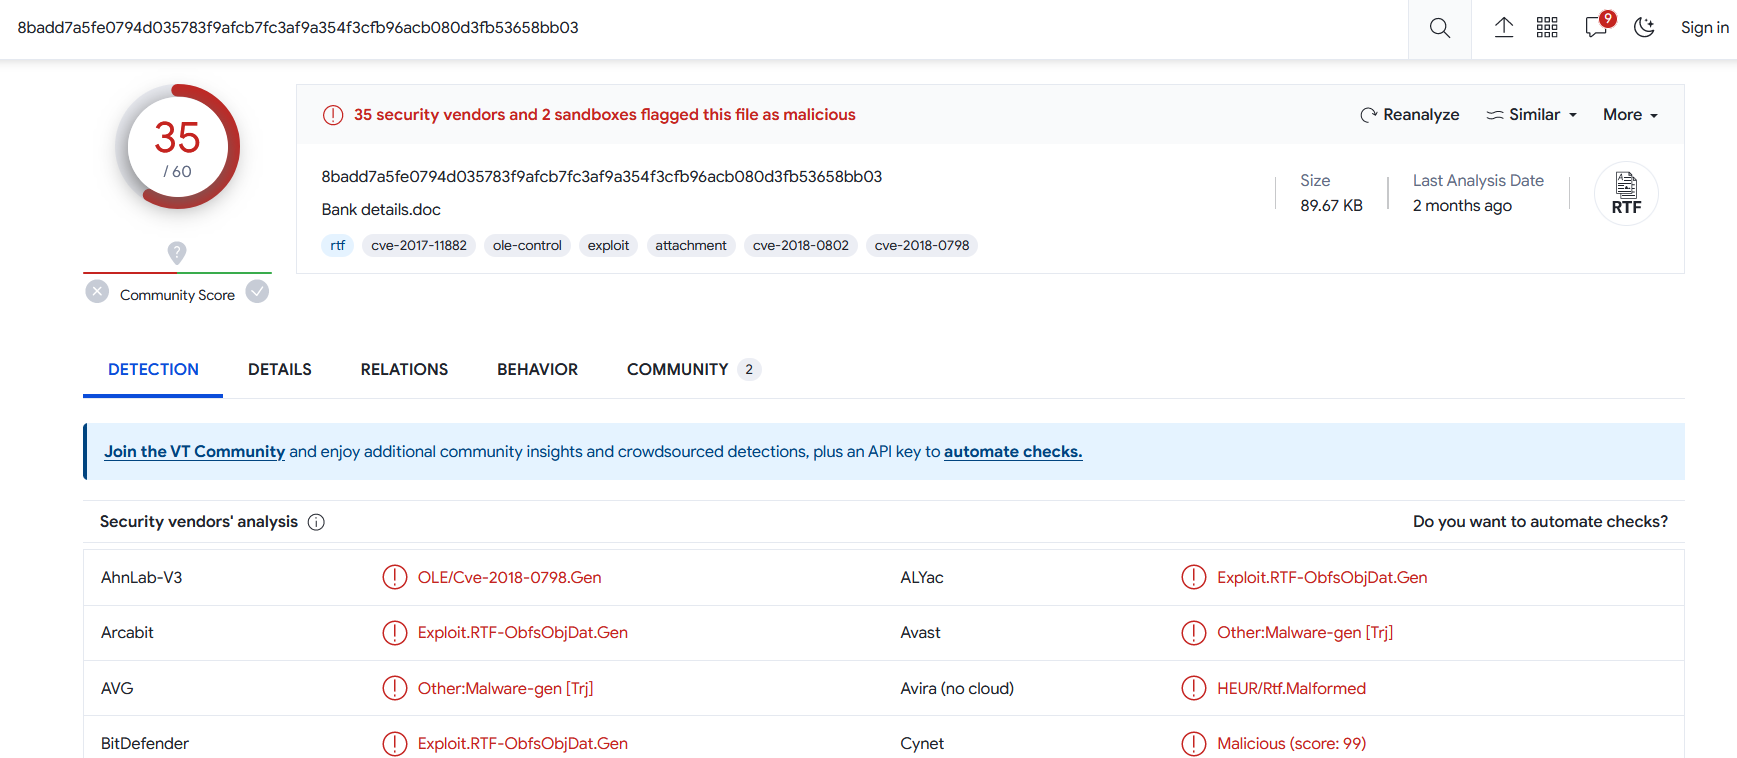 8badd7a5fe0794d035783f9afcb7fc3af9a354f3cfb96acb080d3fb53658bb03
9
Sign in
35
/ 60
?
Community Score
35 security vendors and 2 sandboxes flagged this file as malicious
Reanalyze
Similar
More
8badd7a5fe0794d035783f9afcb7fc3af9a354f3cfb96acb080d3fb53658bb03
Bank details.doc
rtf cve-2017-11882 ole-control exploit attachment cve-2018-0802 cve-2018-0798
Size
89.67 KB
Last Analysis Date
2 months ago
RTF
DETECTION DETAILS RELATIONS BEHAVIOR COMMUNITY 2
Join the VT Community and enjoy additional community insights and crowdsourced detections, plus an API key to automate checks.
Security vendors' analysis
Do you want to automate checks?
AhnLab-V3 OLE/Cve-2018-0798.Gen ALYac Exploit.RTF-ObfsObjDat.Gen
Arcabit Exploit.RTF-ObfsObjDat.Gen Avast Other:Malware-gen [Trj]
AVG Other:Malware-gen [Trj] Avira (no cloud) HEUR/Rtf.Malformed
BitDefender Exploit.RTF-ObfsObjDat.Gen Cynet Malicious (score: 99)